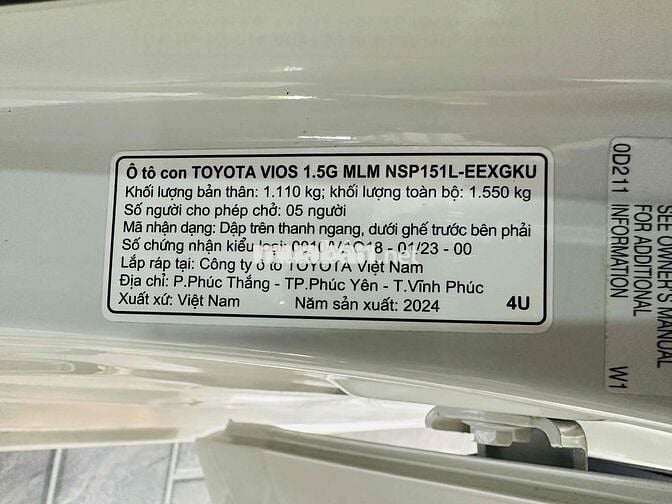 Ô tô con TOYOTA VIOS 1.5G MLM NSP151L-EEXGKU
Khối lượng bản thân: 1.110 kg; khối lượng toàn bộ: 1.550 kg
Số người cho phép chở: 05 người
Mã nhận dạng: Dập trên thanh ngang, dưới ghế trước bên phải
Số chứng nhận kiểu loại: - 01/23 - 00
Lắp ráp tại: Công ty ô tô TOYOTA Việt Nam
Địa chỉ: P.Phúc Thắng - TP.Phúc Yên - T.Vĩnh Phúc
Xuất xứ: Việt Nam Năm sản xuất: 2024 4U
SEE OWNER'S MANUAL
FOR ADDITIONAL
INFORMATION
0D211 W1